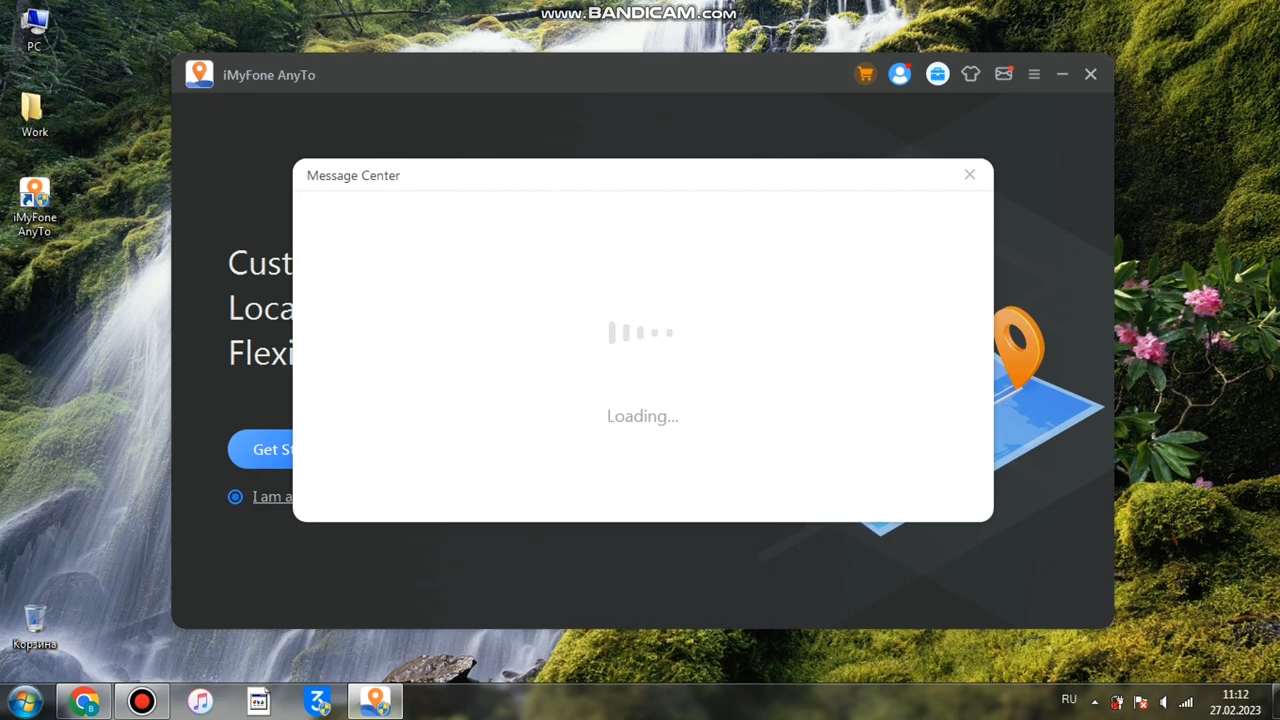 www.BANDICAM.com
PC
Work
iMyFone
AnyTo
Корзина
iMyFone AnyTo
Message Center
Loading...
Cust
Loca
Flexi
Get St
I am a
RU
11:12
27.02.2023